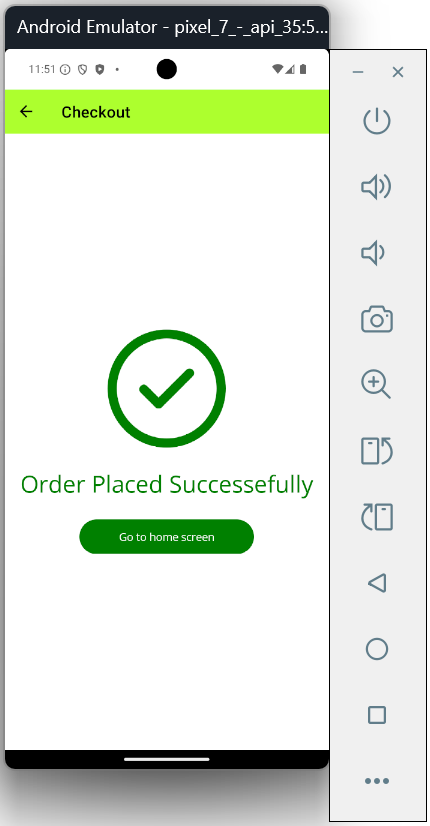 Android Emulator - pixel_7_-_api_35:5...
11:51
Checkout
Order Placed Successefully
Go to home screen